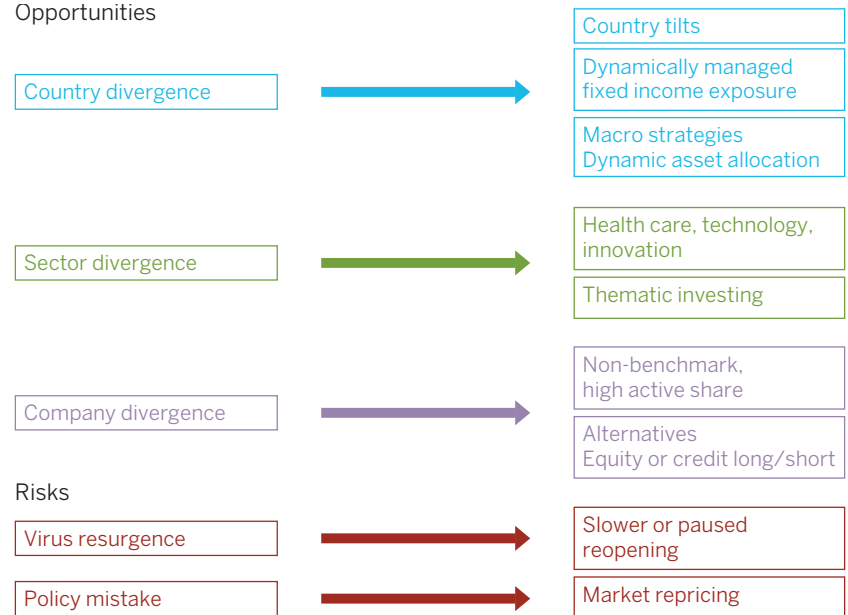 Opportunities
Country divergence
Country tilts
Dynamically managed
fixed income exposure
Macro strategies
Dynamic asset allocation
Sector divergence
Health care, technology,
innovation
Thematic investing
Company divergence
Non-benchmark,
high active share
Alternatives
Equity or credit long/short
Risks
Virus resurgence
Slower or paused
reopening
Policy mistake
Market repricing